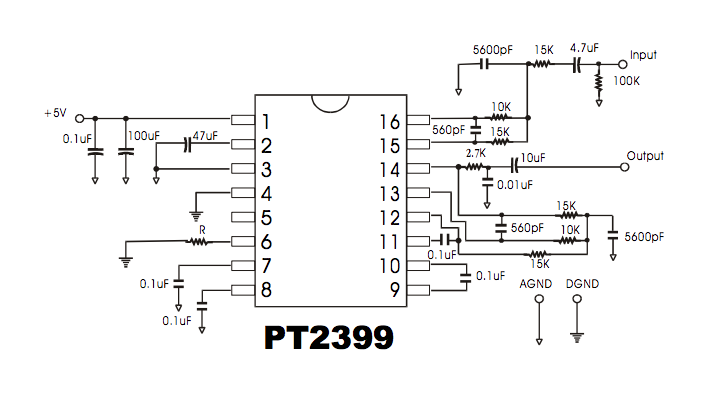 5600pF 15K 4.7uF Input
100K
+5V
0.1uF 100uF 47uF
1 16 10K
560pF
2 15 15K
3 14 2.7K 10uF Output
0.01uF
4 13
R
5 12 560pF 15K
10K 5600pF
6 11 0.1uF
15K
7 10 0.1uF
0.1uF
8 9
0.1uF
AGND DGND
PT2399